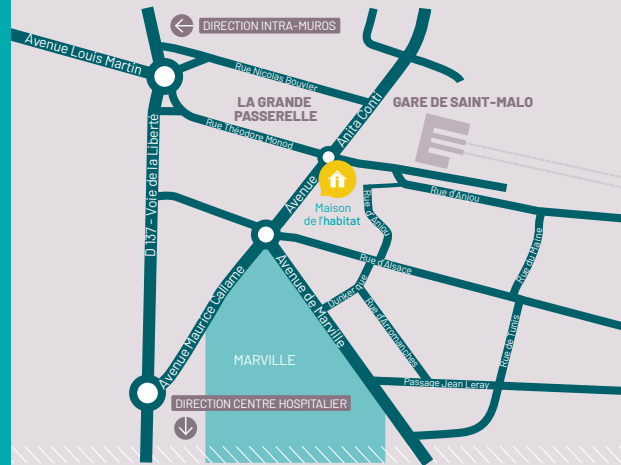 DIRECTION INTRA-MUROS
Avenue Louis Martin
Rue Nicolas Bouvier
LA GRANDE
PASSERELLE
GARE DE SAINT-MALO
Anita Conti
Rue Théodore Monod
D 137 - Voie de la Liberté
Avenue
Maison
de l'habitat
Rue d'Anjou
Rue d'Anjou
Rue du Maine
Rue d'Alsace
Avenue Maurice Callame
Avenue de Marville
Dunkerque
Rue d'Arromanches
Rue de Tunis
MARVILLE
Passage Jean Leray
DIRECTION CENTRE HOSPITALIER